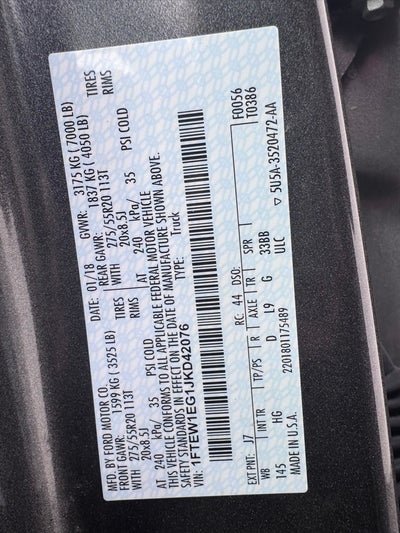 MFD. BY FORD MOTOR CO.
DATE: 01/18 GVWR: 3175 KG ( 7000 LB)
FRONT GAWR: 1599 KG ( 3525 LB) REAR GAWR: 1837 KG ( 4050 LB)
275/55R20 113T TIRES WITH 275/55R20 113T TIRES
20x8.5J RIMS 20x8.5J RIMS
AT 240 kPa/ 35 PSI COLD AT 240 kPa/ 35 PSI COLD
THIS VEHICLE CONFORMS TO ALL APPLICABLE FEDERAL MOTOR VEHICLE
SAFETY STANDARDS IN EFFECT ON THE DATE OF MANUFACTURE SHOWN ABOVE.
VIN: 1FTEW1EG1JKD42076 TYPE: Truck
F0056
T0386
EXT PNT: J7 RC: 44 DSO:
WB INT TR TP/PS R AXLE TR SPR
145 HG D L9 G 33BB
ULC
2201801175489
MADE IN U.S.A. ▽ 5U5A-3520472-AA